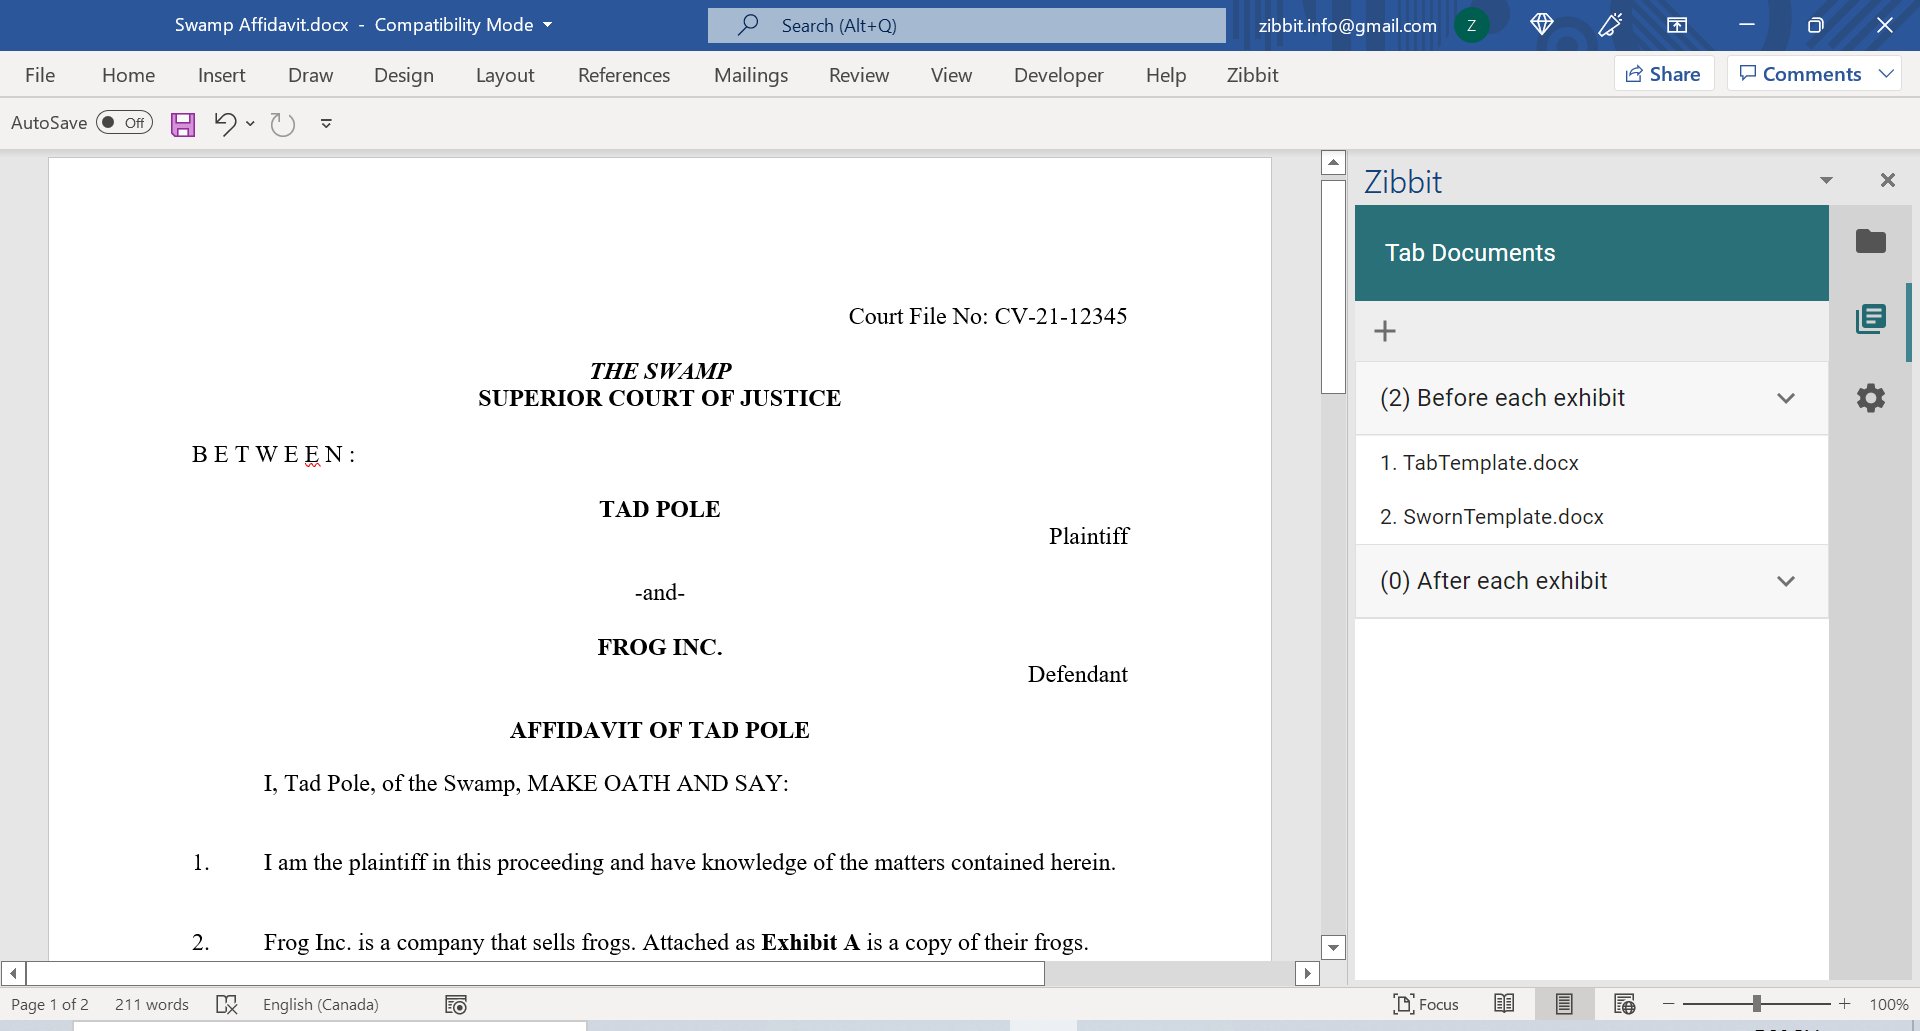 Swamp Affidavit.docx - Compatibility Mode
Search (Alt+Q)
zibbit.info@gmail.com
Z
File Home Insert Draw Design Layout References Mailings Review View Developer Help Zibbit
Share
Comments
AutoSave Off
Court File No: CV-21-12345
THE SWAMP
SUPERIOR COURT OF JUSTICE
B E T W E E N :
TAD POLE
Plaintiff
-and-
FROG INC.
Defendant
AFFIDAVIT OF TAD POLE
I, Tad Pole, of the Swamp, MAKE OATH AND SAY:
1. I am the plaintiff in this proceeding and have knowledge of the matters contained herein.
2. Frog Inc. is a company that sells frogs. Attached as Exhibit A is a copy of their frogs.
Zibbit
Tab Documents
(2) Before each exhibit
1. TabTemplate.docx
2. SwornTemplate.docx
(0) After each exhibit
Page 1 of 2 211 words English (Canada)
Focus
100%